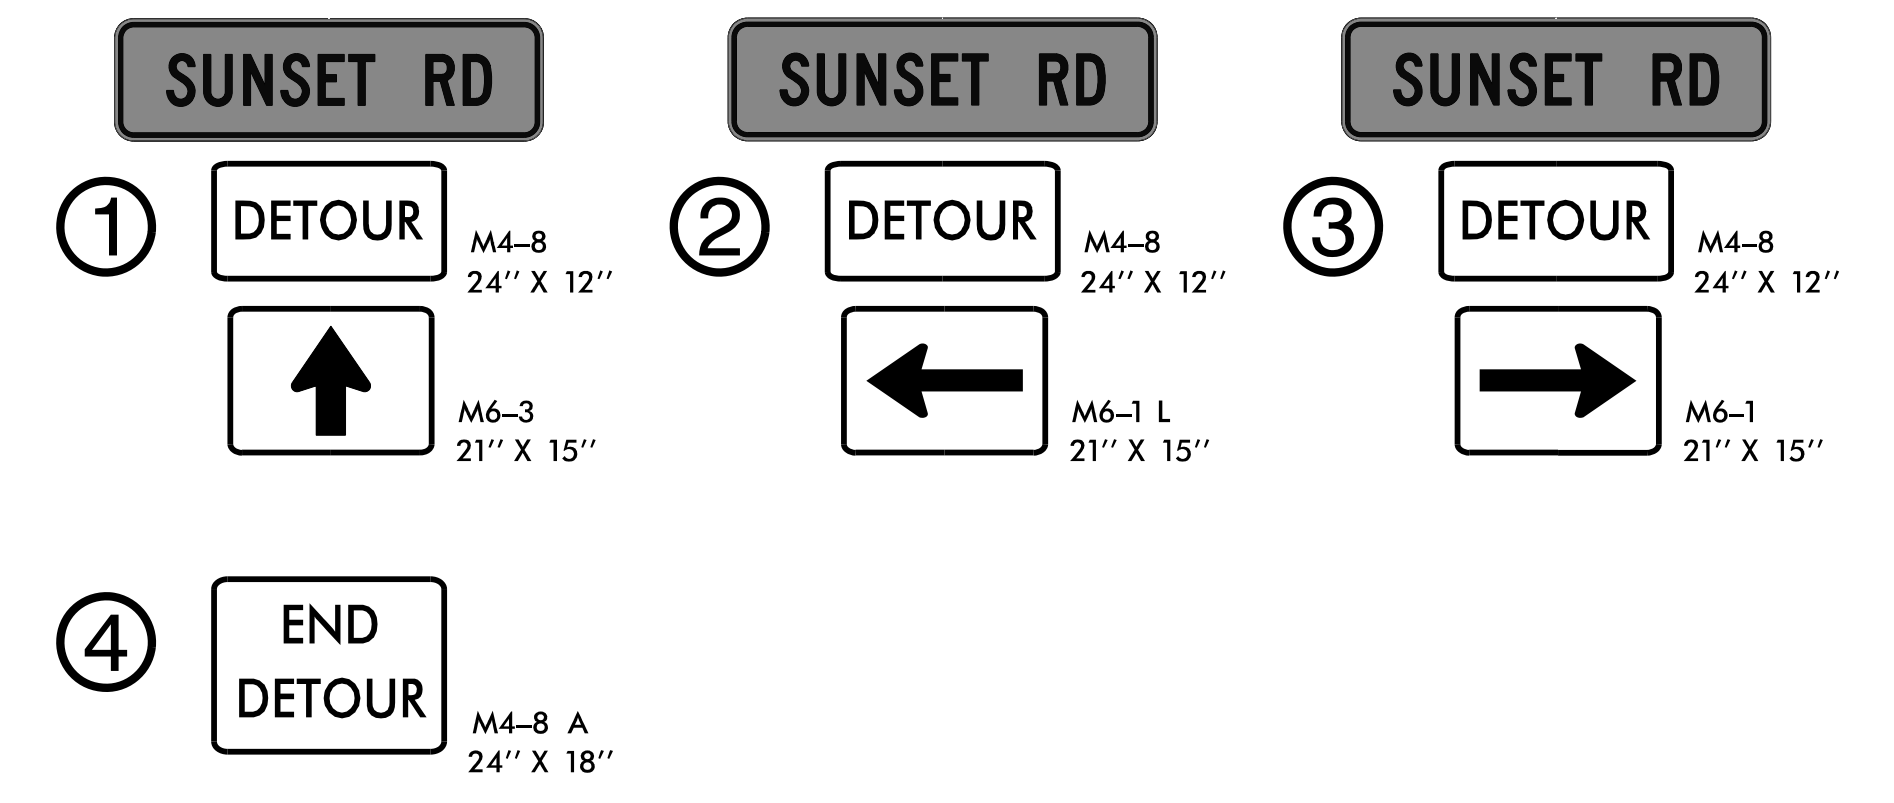 SUNSET RD
1
DETOUR
M4–8
24’’ X 12’’
M6–3
21’’ X 15’’
SUNSET RD
2
DETOUR
M4–8
24’’ X 12’’
M6–1 L
21’’ X 15’’
SUNSET RD
3
DETOUR
M4–8
24’’ X 12’’
M6–1
21’’ X 15’’
4
END
DETOUR
M4–8 A
24’’ X 18’’